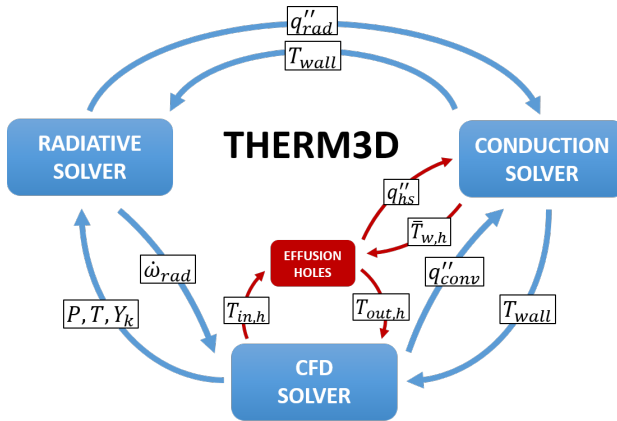 q''rad
Twall
RADIATIVE
SOLVER
THERM3D
CONDUCTION
SOLVER
q''hs
T̄w,h
EFFUSION
HOLES
ω̇rad
q''conv
P, T, Yk
Tin,h
Tout,h
Twall
CFD
SOLVER